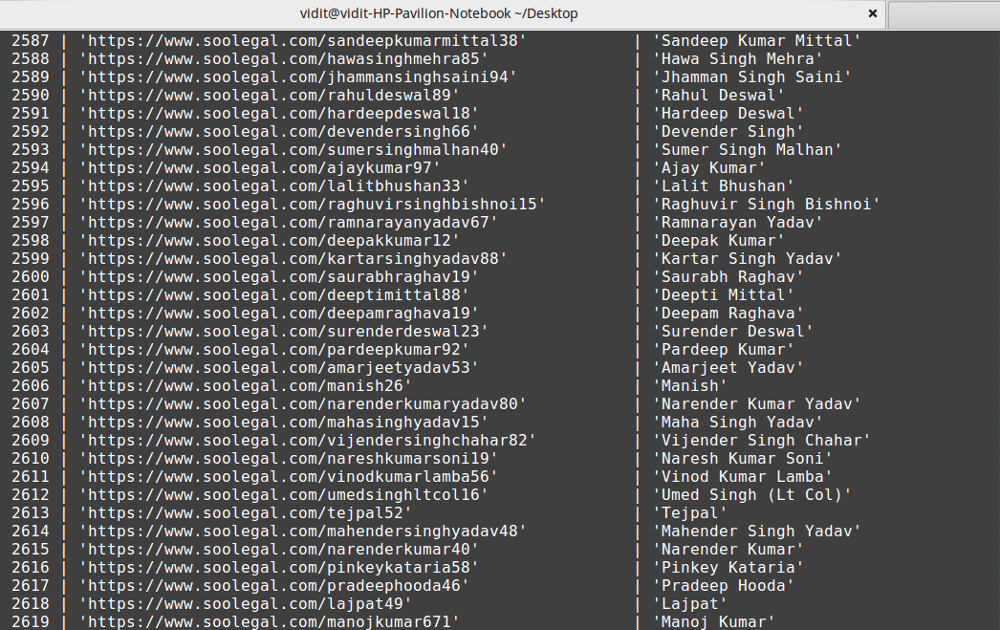 vidit@vidit-HP-Pavilion-Notebook ~/Desktop ×
2587 | 'https://www.soolegal.com/sandeepkumarmittal38' | 'Sandeep Kumar Mittal'
2588 | 'https://www.soolegal.com/hawasinghmehra85' | 'Hawa Singh Mehra'
2589 | 'https://www.soolegal.com/jhammansinghsaini94' | 'Jhamman Singh Saini'
2590 | 'https://www.soolegal.com/rahuldeswal89' | 'Rahul Deswal'
2591 | 'https://www.soolegal.com/hardeepdeswal18' | 'Hardeep Deswal'
2592 | 'https://www.soolegal.com/devendersingh66' | 'Devender Singh'
2593 | 'https://www.soolegal.com/sumersinghmalhan40' | 'Sumer Singh Malhan'
2594 | 'https://www.soolegal.com/ajaykumar97' | 'Ajay Kumar'
2595 | 'https://www.soolegal.com/lalitbhushan33' | 'Lalit Bhushan'
2596 | 'https://www.soolegal.com/raghuvirsinghbishnoi15' | 'Raghuvir Singh Bishnoi'
2597 | 'https://www.soolegal.com/ramnarayanyadav67' | 'Ramnarayan Yadav'
2598 | 'https://www.soolegal.com/deepakkumar12' | 'Deepak Kumar'
2599 | 'https://www.soolegal.com/kartarsinghyadav88' | 'Kartar Singh Yadav'
2600 | 'https://www.soolegal.com/saurabhraghav19' | 'Saurabh Raghav'
2601 | 'https://www.soolegal.com/deeptimittal88' | 'Deepti Mittal'
2602 | 'https://www.soolegal.com/deepamraghava19' | 'Deepam Raghava'
2603 | 'https://www.soolegal.com/surenderdeswal23' | 'Surender Deswal'
2604 | 'https://www.soolegal.com/pardeepkumar92' | 'Pardeep Kumar'
2605 | 'https://www.soolegal.com/amarjeetyadav53' | 'Amarjeet Yadav'
2606 | 'https://www.soolegal.com/manish26' | 'Manish'
2607 | 'https://www.soolegal.com/narenderkumaryadav80' | 'Narender Kumar Yadav'
2608 | 'https://www.soolegal.com/mahasinghyadav15' | 'Maha Singh Yadav'
2609 | 'https://www.soolegal.com/vijendersinghchahar82' | 'Vijender Singh Chahar'
2610 | 'https://www.soolegal.com/nareshkumarsoni19' | 'Naresh Kumar Soni'
2611 | 'https://www.soolegal.com/vinodkumarlamba56' | 'Vinod Kumar Lamba'
2612 | 'https://www.soolegal.com/umedsinghltcol16' | 'Umed Singh (Lt Col)'
2613 | 'https://www.soolegal.com/tejpal52' | 'Tejpal'
2614 | 'https://www.soolegal.com/mahendersinghyadav48' | 'Mahender Singh Yadav'
2615 | 'https://www.soolegal.com/narenderkumar40' | 'Narender Kumar'
2616 | 'https://www.soolegal.com/pinkeykataria58' | 'Pinkey Kataria'
2617 | 'https://www.soolegal.com/pradeephooda46' | 'Pradeep Hooda'
2618 | 'https://www.soolegal.com/lajpat49' | 'Lajpat'
2619 | 'https://www.soolegal.com/manojkumar671' | 'Manoj Kumar'